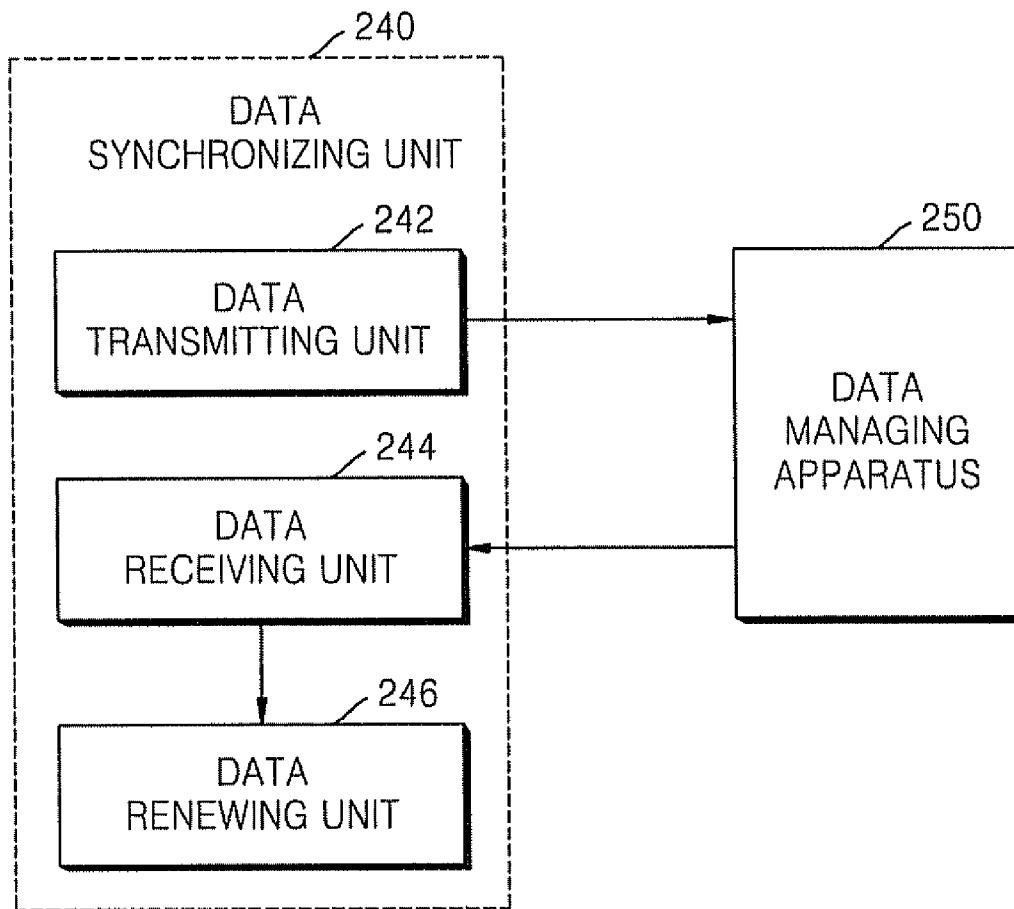 240
DATA
SYNCHRONIZING UNIT
242
DATA
TRANSMITTING UNIT
244
DATA
RECEIVING UNIT
246
DATA
RENEWING UNIT
250
DATA
MANAGING
APPARATUS